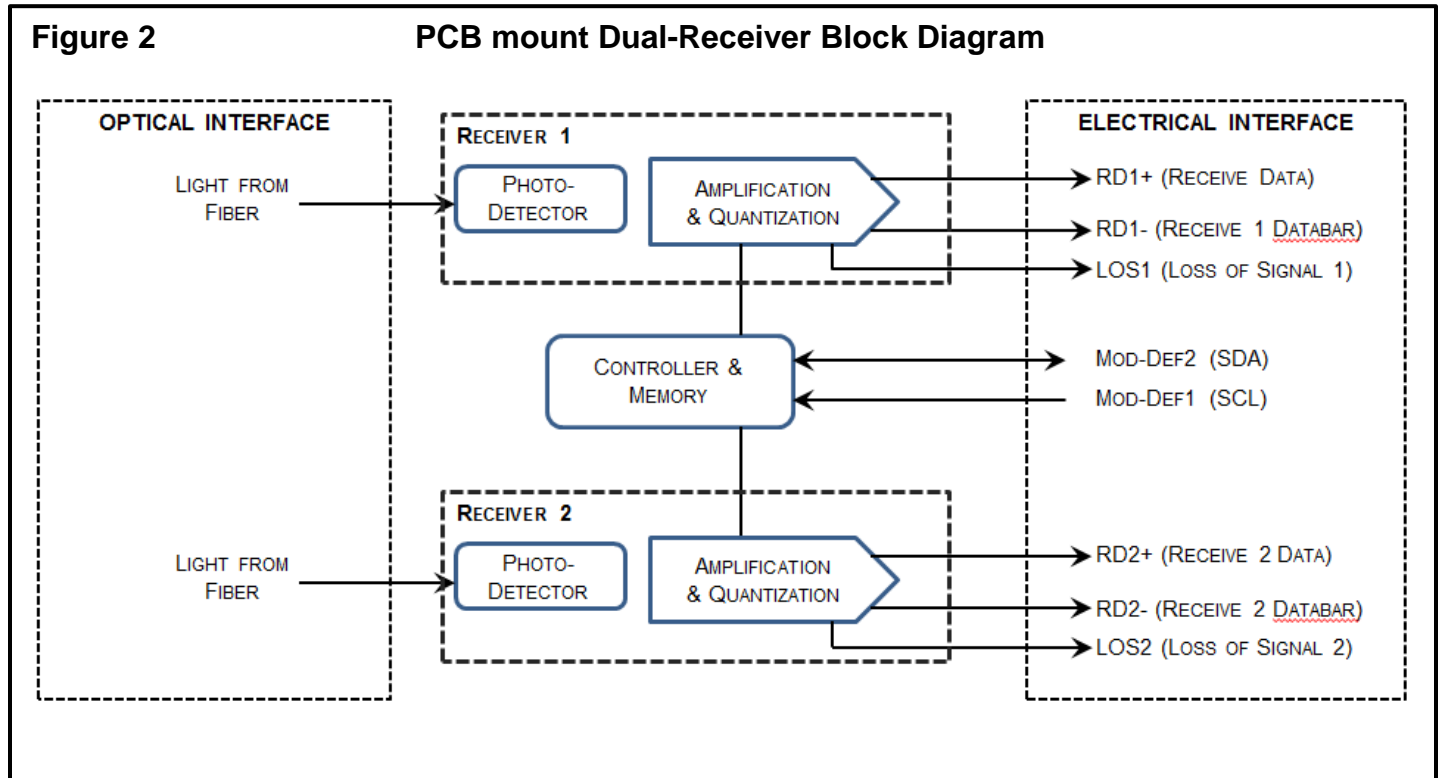 Figure 2 PCB mount Dual-Receiver Block Diagram
OPTICAL INTERFACE
LIGHT FROM
FIBER
LIGHT FROM
FIBER
RECEIVER 1
PHOTO-
DETECTOR
AMPLIFICATION
& QUANTIZATION
CONTROLLER &
MEMORY
RECEIVER 2
PHOTO-
DETECTOR
AMPLIFICATION
& QUANTIZATION
ELECTRICAL INTERFACE
RD1+ (RECEIVE DATA)
RD1- (RECEIVE 1 DATABAR)
LOS1 (LOSS OF SIGNAL 1)
MOD-DEF2 (SDA)
MOD-DEF1 (SCL)
RD2+ (RECEIVE 2 DATA)
RD2- (RECEIVE 2 DATABAR)
LOS2 (LOSS OF SIGNAL 2)